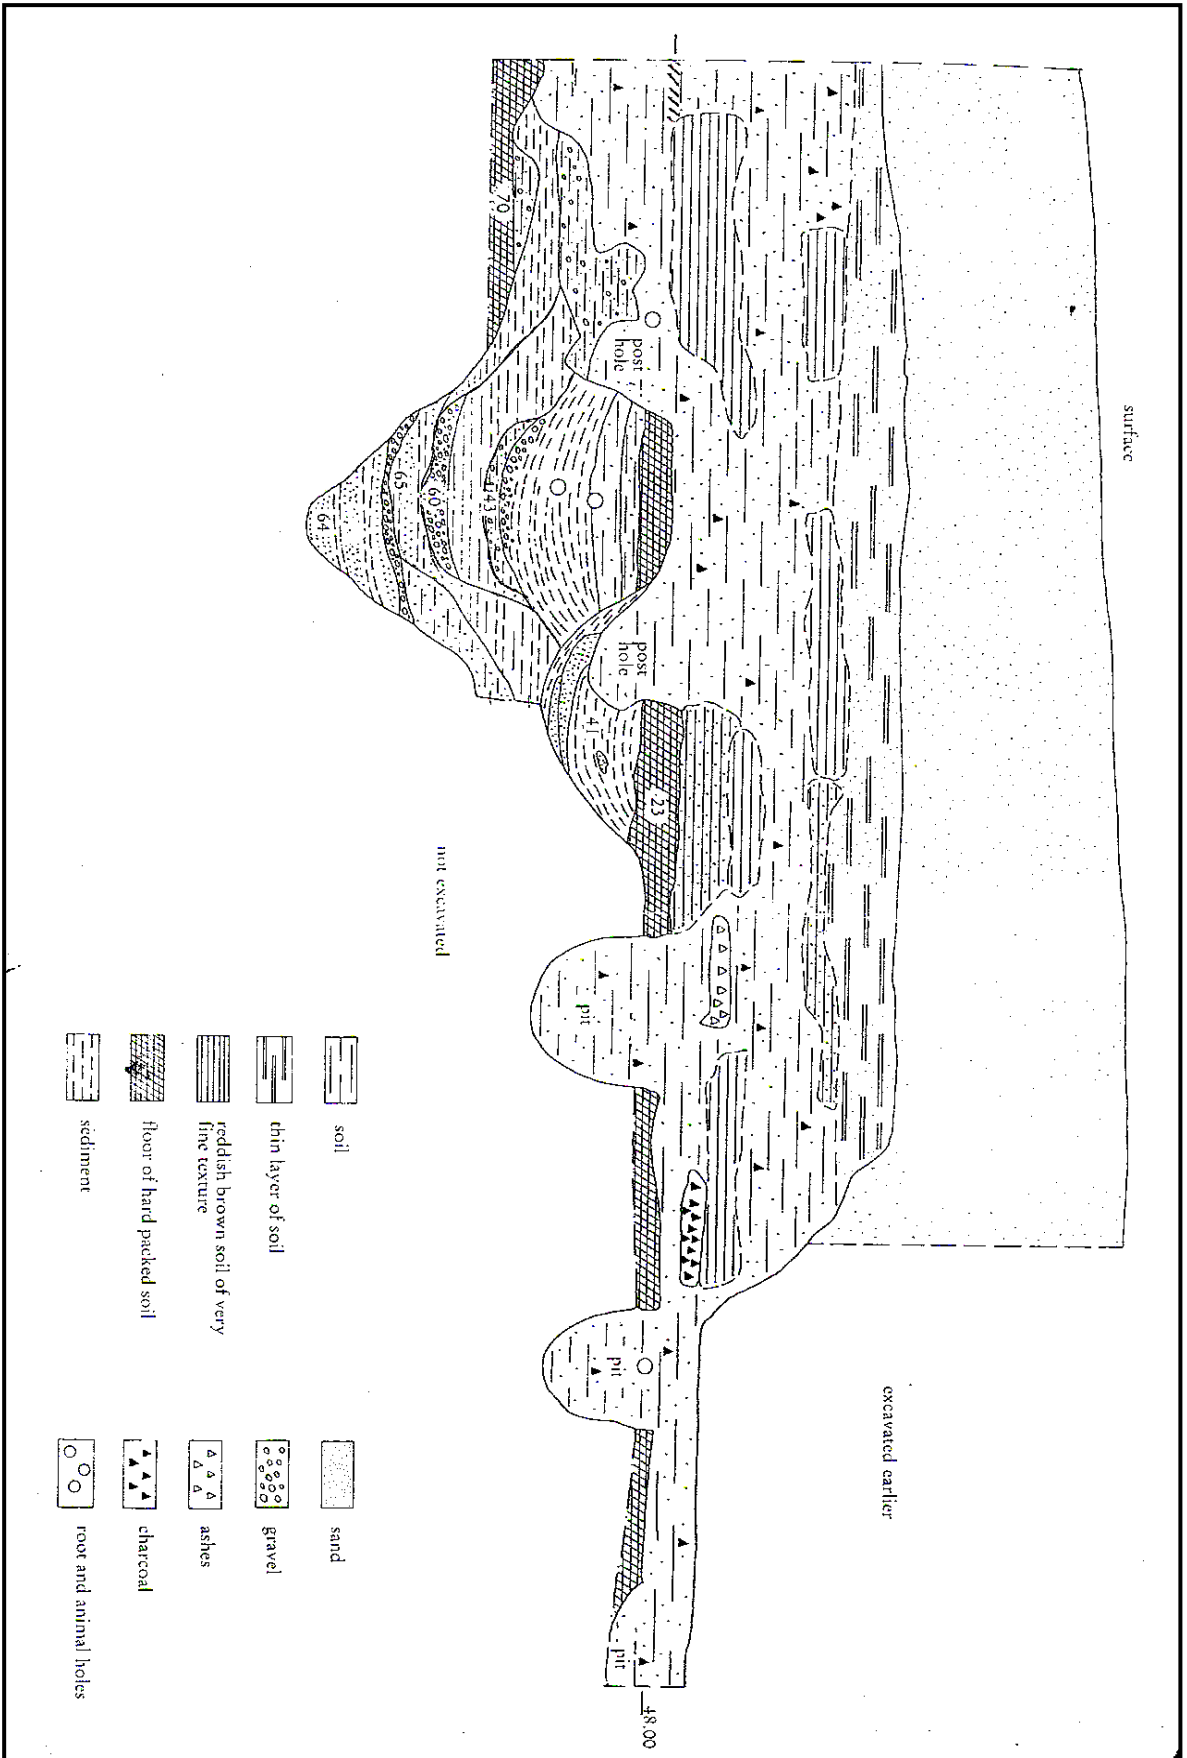 surface
excavated earlier
post
hole
post
hole
70
43
60
65
64
41
23
pit
pit
pit
48.00
not excavated
soil
thin layer of soil
reddish brown soil of very
fine texture
floor of hard packed soil
sediment
sand
gravel
ashes
charcoal
root and animal holes